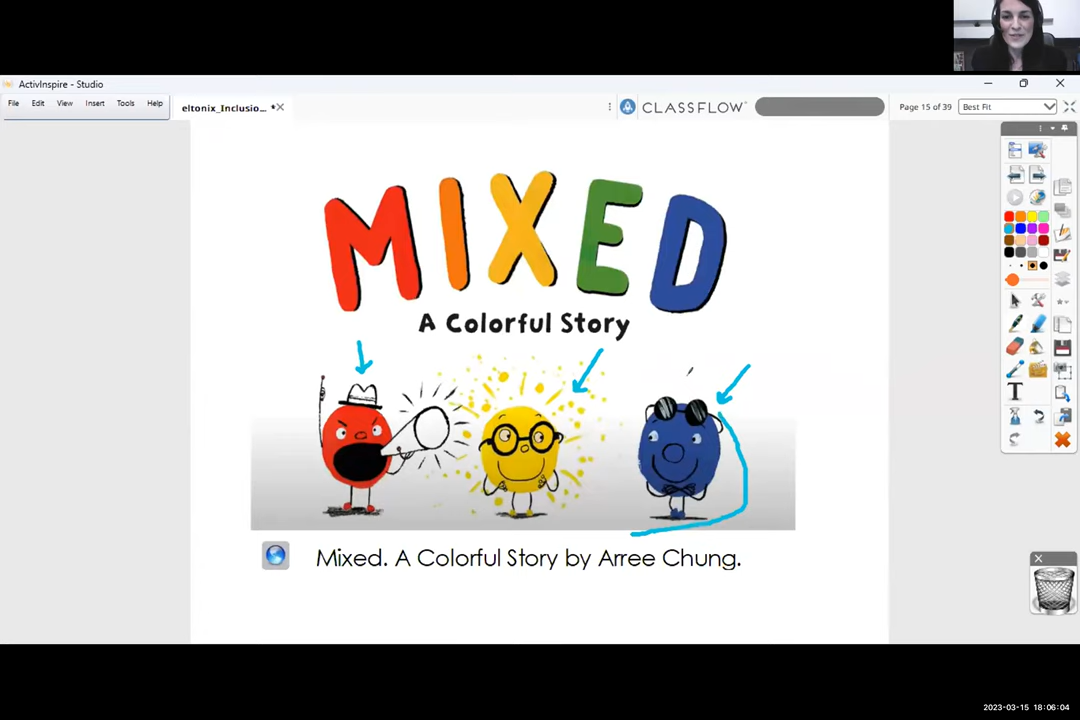 ActivInspire - Studio
File Edit View Insert Tools Help
eltonix_Inclusio... *
CLASSFLOW
Page 15 of 39
Best Fit
MIXED
A Colorful Story
T
Mixed. A Colorful Story by Arree Chung.
2023-03-15 18:06:04